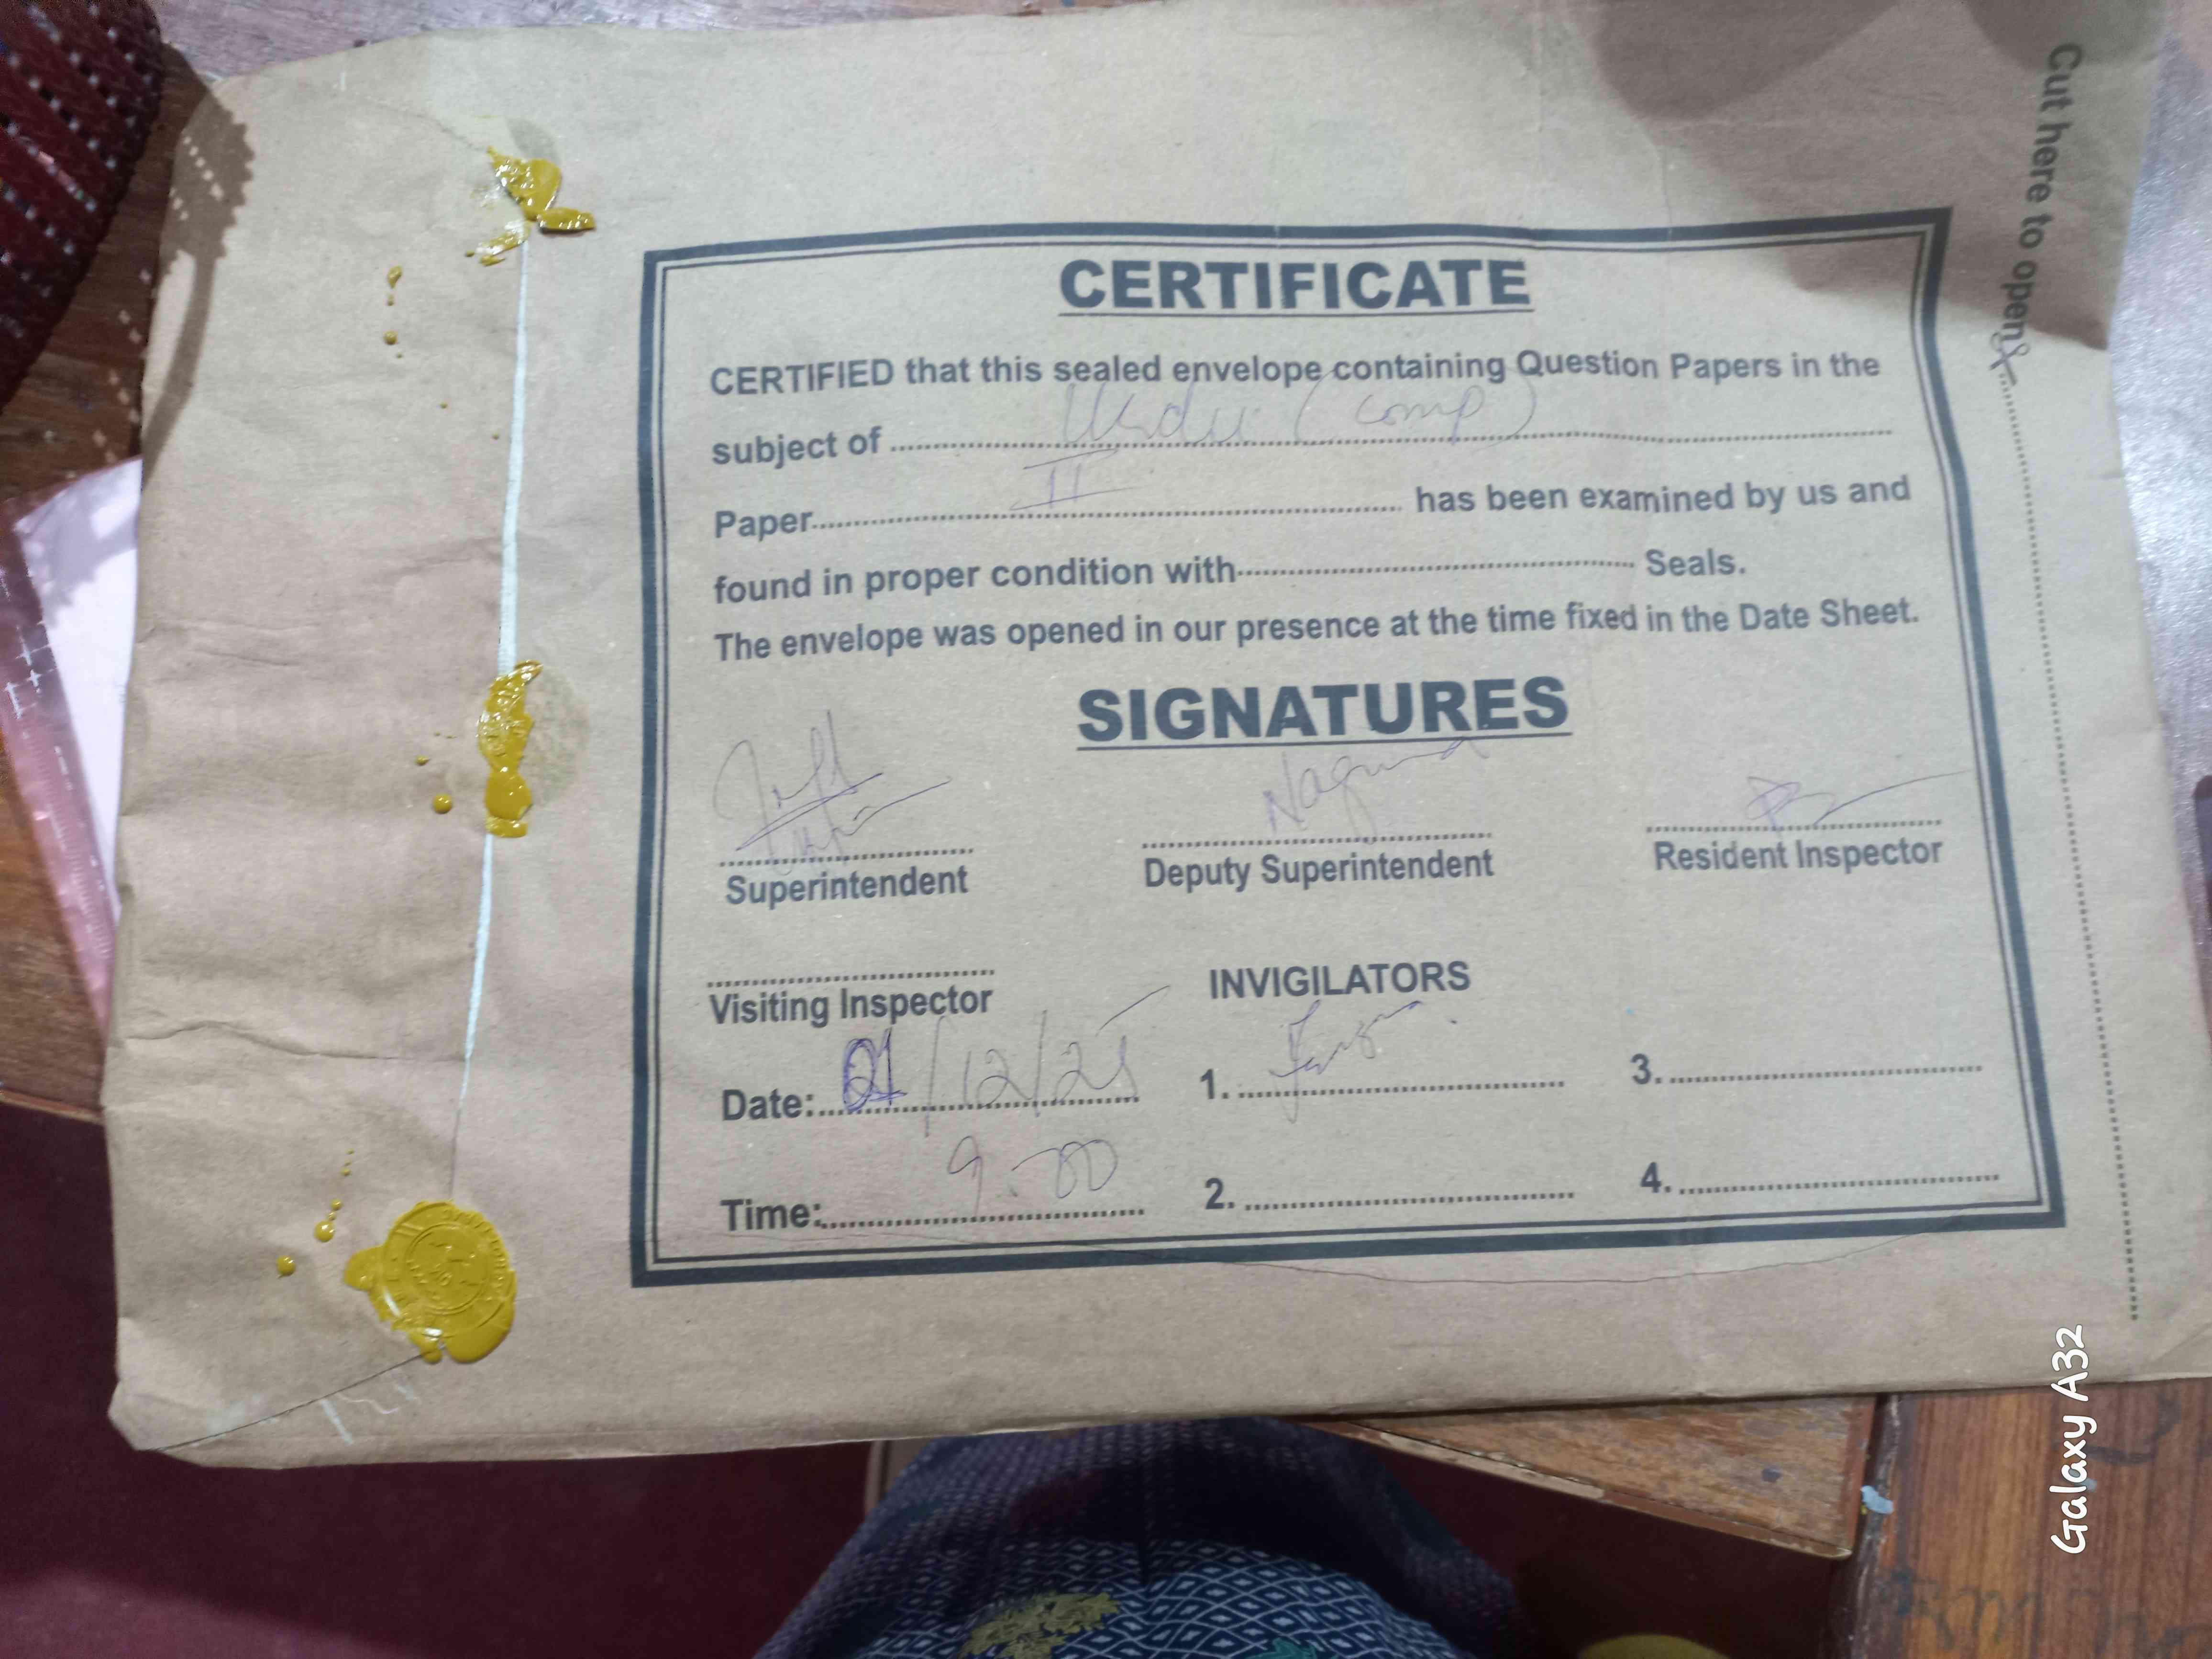 Cut here to open
CERTIFICATE
CERTIFIED that this sealed envelope containing Question Papers in the
subject of Urdu (Comp)
Paper II has been examined by us and
found in proper condition with Seals.
The envelope was opened in our presence at the time fixed in the Date Sheet.
SIGNATURES
Superintendent
Deputy Superintendent
Resident Inspector
Visiting Inspector
INVIGILATORS
Date: /12/25
1.
3.
Time: 9.00
2.
4.
Galaxy A32